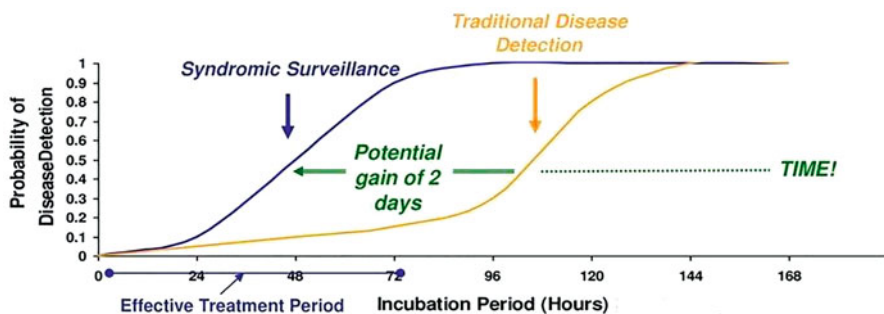 Traditional Disease
Detection
Syndromic Surveillance
Probability of
DiseaseDetection
1
0.9
0.8
0.7
0.6
0.5
0.4
0.3
0.2
0.1
0
Potential
gain of 2
days
TIME!
0 24 48 72 96 120 144 168
Effective Treatment Period
Incubation Period (Hours)